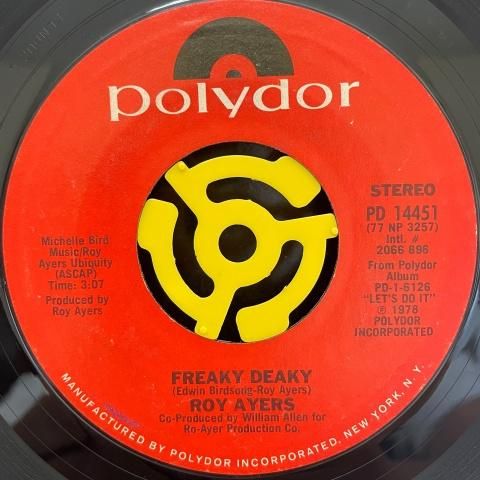 polydor
STEREO
PD 14451
(77 NP 3257)
Intl. #
2066 896
From Polydor
Album
PD-1-6126
"LET'S DO IT"
℗ 1978
POLYDOR
INCORPORATED
Michelle Bird
Music/Roy
Ayers Ubiquity
(ASCAP)
Time: 3:07
Produced by
Roy Ayers
FREAKY DEAKY
(Edwin Birdsong-Roy Ayers)
ROY AYERS
Co-Produced by William Allen for
Ro-Ayer Production Co.
MANUFACTURED BY POLYDOR INCORPORATED, NEW YORK, N.Y.